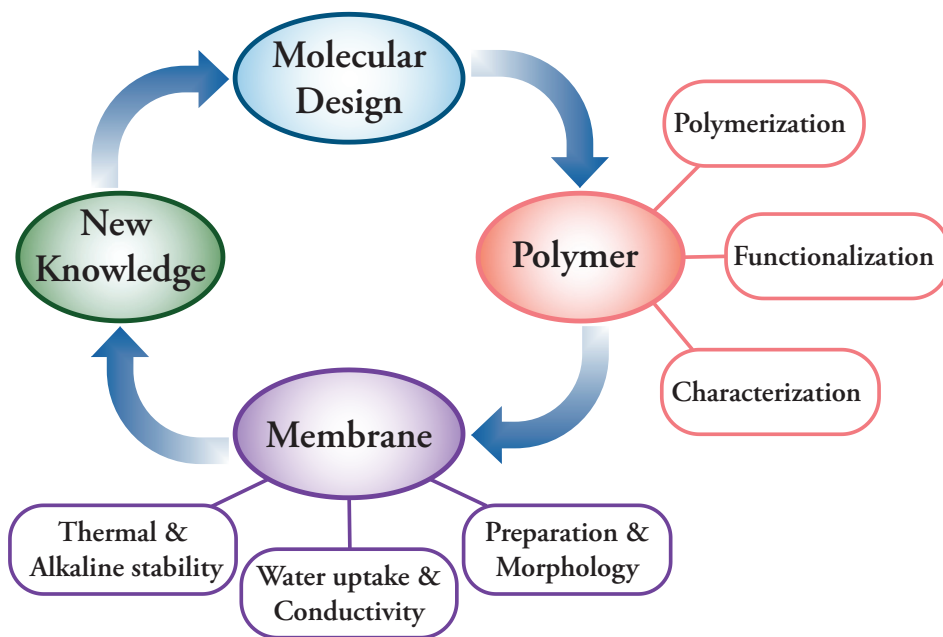 Molecular
Design
Polymerization
New
Knowledge
Polymer
Functionalization
Characterization
Membrane
Thermal &
Alkaline stability
Water uptake &
Conductivity
Preparation &
Morphology